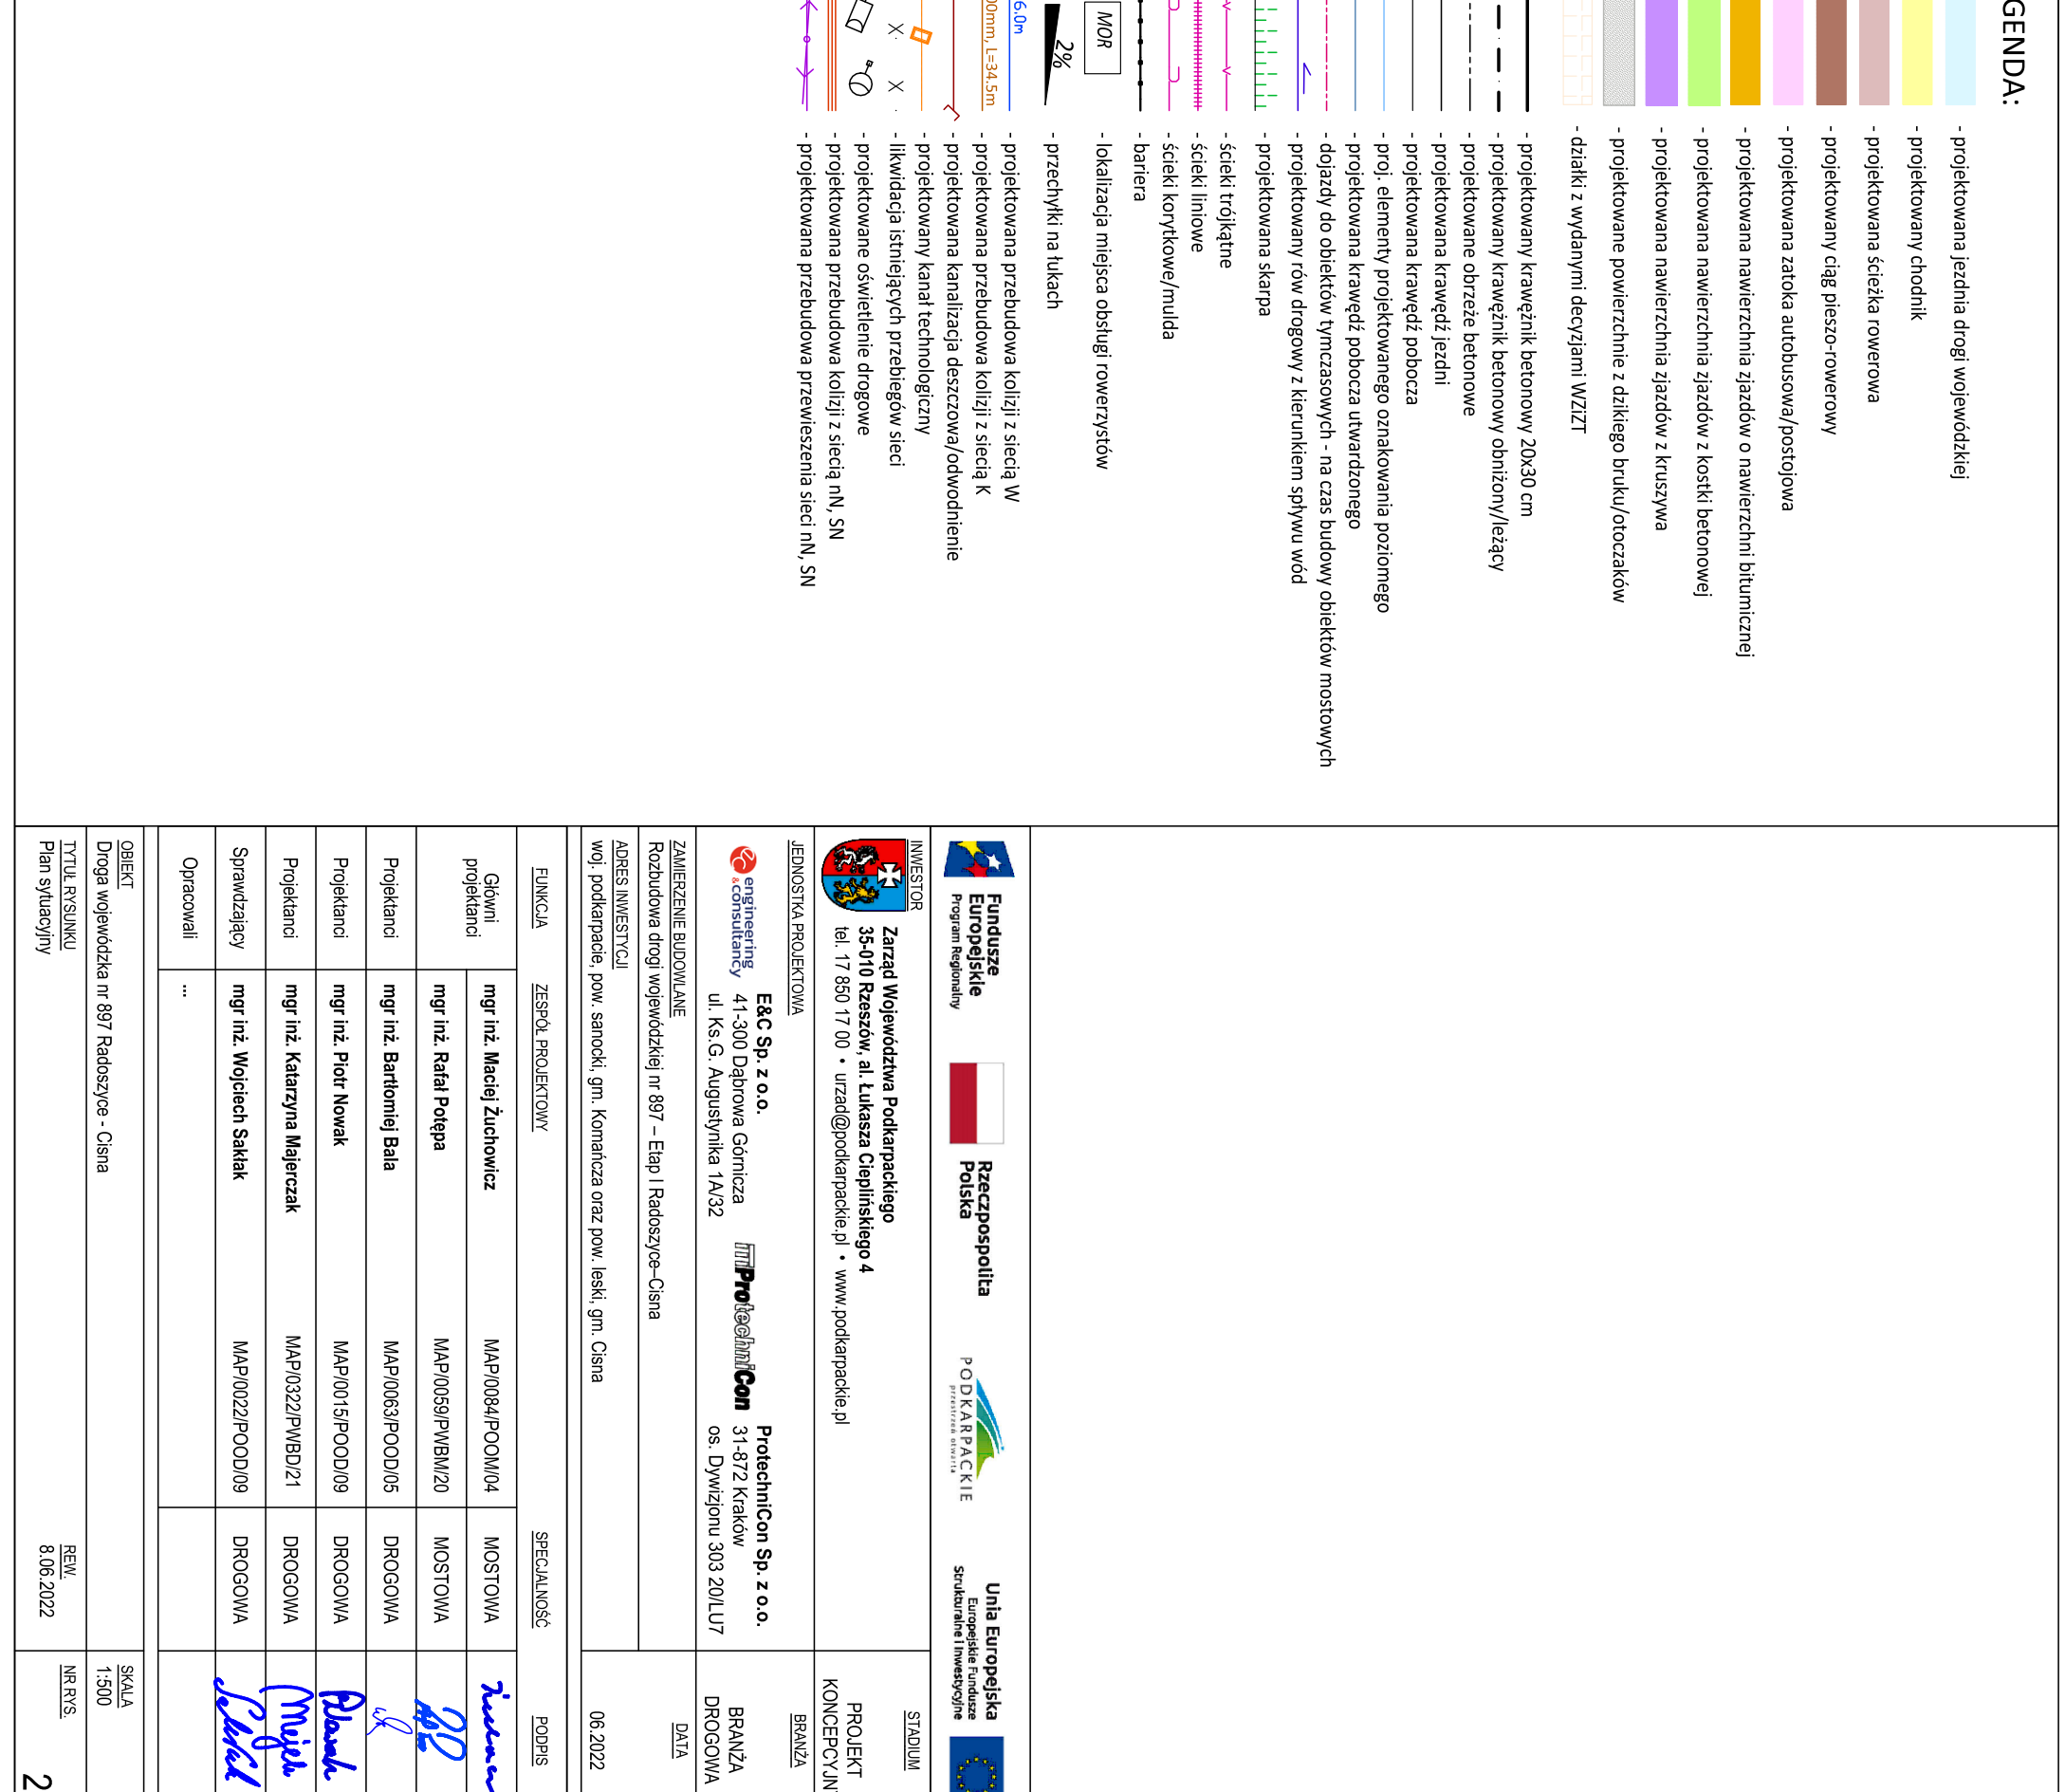 GENDA:
- projektowana jezdnia drogi wojewódzkiej
- projektowany chodnik
- projektowana ścieżka rowerowa
- projektowany ciąg pieszo-rowerowy
- projektowana zatoka autobusowa/postojowa
- projektowana nawierzchnia zjazdów o nawierzchni bitumicznej
- projektowana nawierzchnia zjazdów z kostki betonowej
- projektowana nawierzchnia zjazdów z kruszywa
- projektowane powierzchnie z dzikiego bruku/otoczaków
- działki z wydanymi decyzjami WZiZT
- projektowany krawężnik betonowy 20x30 cm
- projektowany krawężnik betonowy obniżony/leżący
- projektowane obrzeże betonowe
- projektowana krawędź jezdni
- projektowana krawędź pobocza
- proj. elementy projektowanego oznakowania poziomego
- projektowana krawędź pobocza utwardzonego
- dojazdy do obiektów tymczasowych - na czas budowy obiektów mostowych
- projektowany rów drogowy z kierunkiem spływu wód
- projektowana skarpa
- ścieki trójkątne
- ścieki liniowe
- ścieki korytkowe/mulda
- bariera
MOR - lokalizacja miejsca obsługi rowerzystów
2% - przechyłki na łukach
6.0m - projektowana przebudowa kolizji z siecią W
00mm, L=34.5m - projektowana przebudowa kolizji z siecią K
- projektowana kanalizacja deszczowa/odwodnienie
- projektowany kanał technologiczny
- likwidacja istniejących przebiegów sieci
- projektowane oświetlenie drogowe
- projektowana przebudowa kolizji z siecią nN, SN
- projektowana przebudowa przewieszenia sieci nN, SN
Fundusze
Europejskie
Program Regionalny
Rzeczpospolita
Polska
PODKARPACKIE
przestrzeń otwarta
Unia Europejska
Europejskie Fundusze
Strukturalne i Inwestycyjne
INWESTOR
Zarząd Województwa Podkarpackiego
35-010 Rzeszów, al. Łukasza Cieplińskiego 4
tel. 17 850 17 00 • urzad@podkarpackie.pl • www.podkarpackie.pl
STADIUM
PROJEKT
KONCEPCYJN
JEDNOSTKA PROJEKTOWA
engineering
&consultancy
E&C Sp. z o.o.
41-300 Dąbrowa Górnicza
ul. Ks.G. Augustynika 1A/32
ProtechniCon
ProtechniCon Sp. z o.o.
31-872 Kraków
os. Dywizjonu 303 20/LU7
BRANŻA
BRANŻA
DROGOWA
ZAMIERZENIE BUDOWLANE
Rozbudowa drogi wojewódzkiej nr 897 – Etap I Radoszyce–Cisna
DATA
06.2022
ADRES INWESTYCJI
woj. podkarpacie, pow. sanocki, gm. Komańcza oraz pow. leski, gm. Cisna
FUNKCJA ZESPÓŁ PROJEKTOWY SPECJALNOŚĆ PODPIS
Główni
projektanci
mgr inż. Maciej Żuchowicz MAP/0084/POOM/04 MOSTOWA
mgr inż. Rafał Potępa MAP/0059/PWBM/20 MOSTOWA
Projektanci mgr inż. Bartłomiej Bala MAP/0063/POOD/05 DROGOWA
Projektanci mgr inż. Piotr Nowak MAP/0015/POOD/09 DROGOWA
Projektanci mgr inż. Katarzyna Majerczak MAP/0322/PWBD/21 DROGOWA
Sprawdzający mgr inż. Wojciech Sakłak MAP/0022/POOD/09 DROGOWA
Opracowali ...
OBIEKT
Droga wojewódzka nr 897 Radoszyce - Cisna
SKALA
1:500
TYTUŁ RYSUNKU
Plan sytuacyjny
REW.
8.06.2022
NR RYS.
2